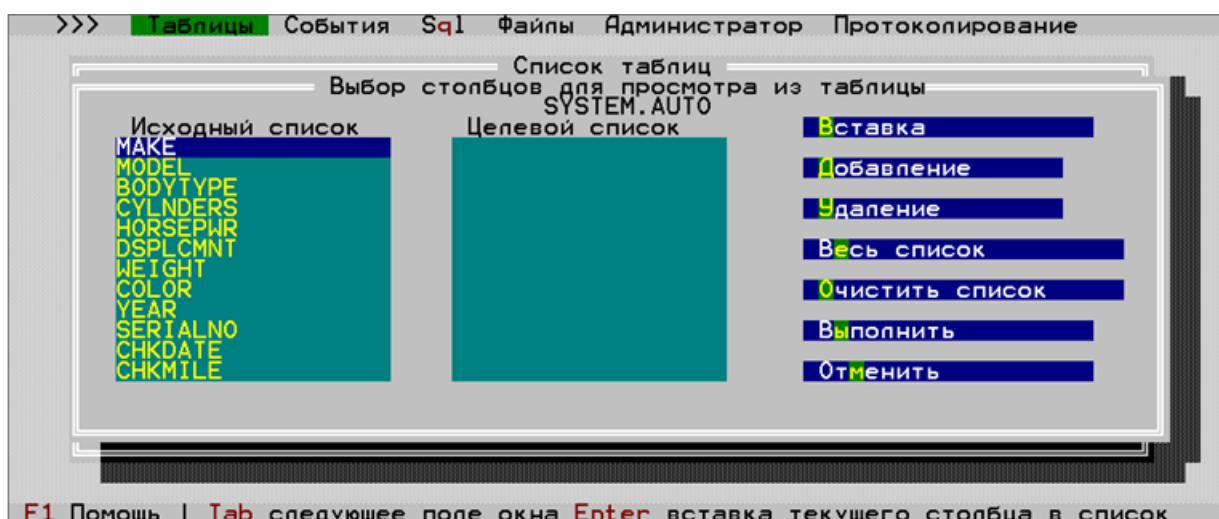 >>> Таблицы События Sql Файлы Администратор Протоколирование
Список таблиц
Выбор столбцов для просмотра из таблицы
SYSTEM.AUTO
Исходный список Целевой список
MAKE
MODEL
BODYTYPE
CYLNDERS
HORSEPWR
DSPLCMNT
WEIGHT
COLOR
YEAR
SERIALNO
CHKDATE
CHKMILE
Вставка
Добавление
Удаление
Весь список
Очистить список
Выполнить
Отменить
F1 Помощь | Tab следующее поле окна Enter вставка текущего столбца в список